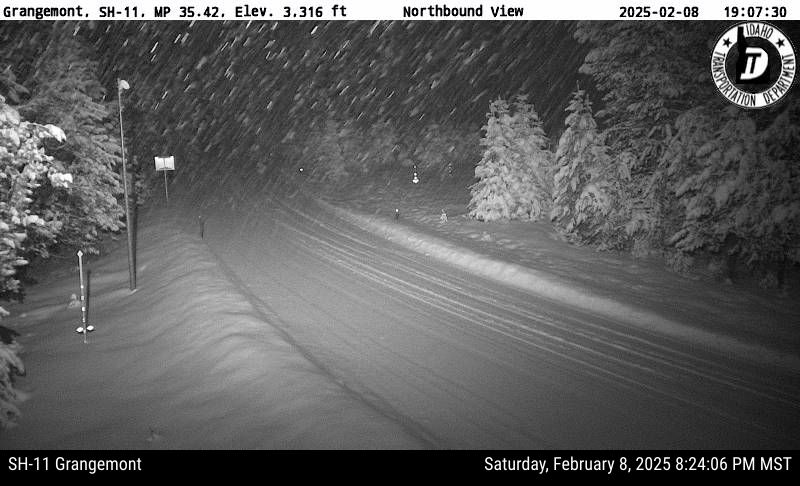 Grangemont, SH-11, MP 35.42, Elev. 3,316 ft Northbound View 2025-02-08 19:07:30
IDAHO
TRANSPORTATION DEPARTMENT
SH-11 Grangemont Saturday, February 8, 2025 8:24:06 PM MST